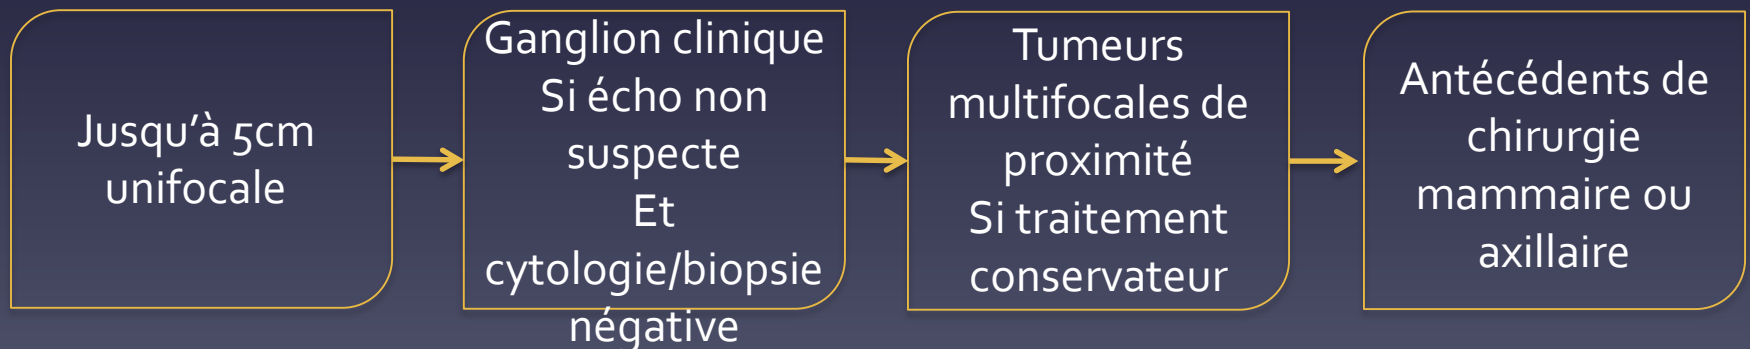 Jusqu'à 5cm
unifocale
Ganglion clinique
Si écho non
suspecte
Et
cytologie/biopsie
négative
Tumeurs
multifocales de
proximité
Si traitement
conservateur
Antécédents de
chirurgie
mammaire ou
axillaire